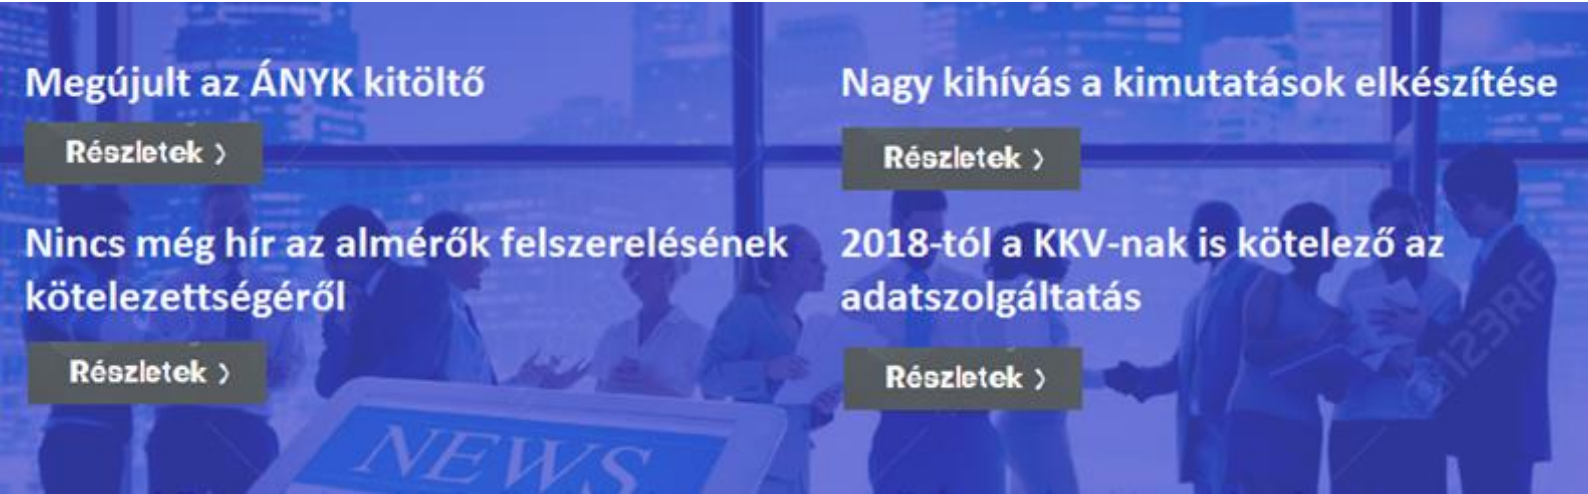 Megújult az ÁNYK kitöltő
Részletek >
Nagy kihívás a kimutatások elkészítése
Részletek >
Nincs még hír az almérők felszerelésének
kötelezettségéről
Részletek >
2018-tól a KKV-nak is kötelező az
adatszolgáltatás
Részletek >
NEWS
123RF